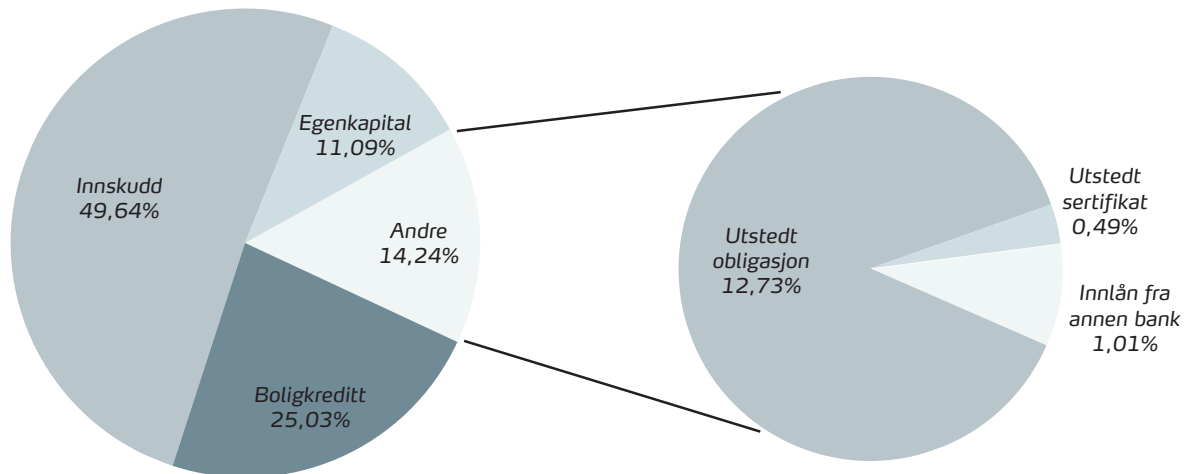 Egenkapital
11,09%
Innskudd
49,64%
Andre
14,24%
Boligkreditt
25,03%
Utstedt
obligasjon
12,73%
Utstedt
sertifikat
0,49%
Innlån fra
annen bank
1,01%